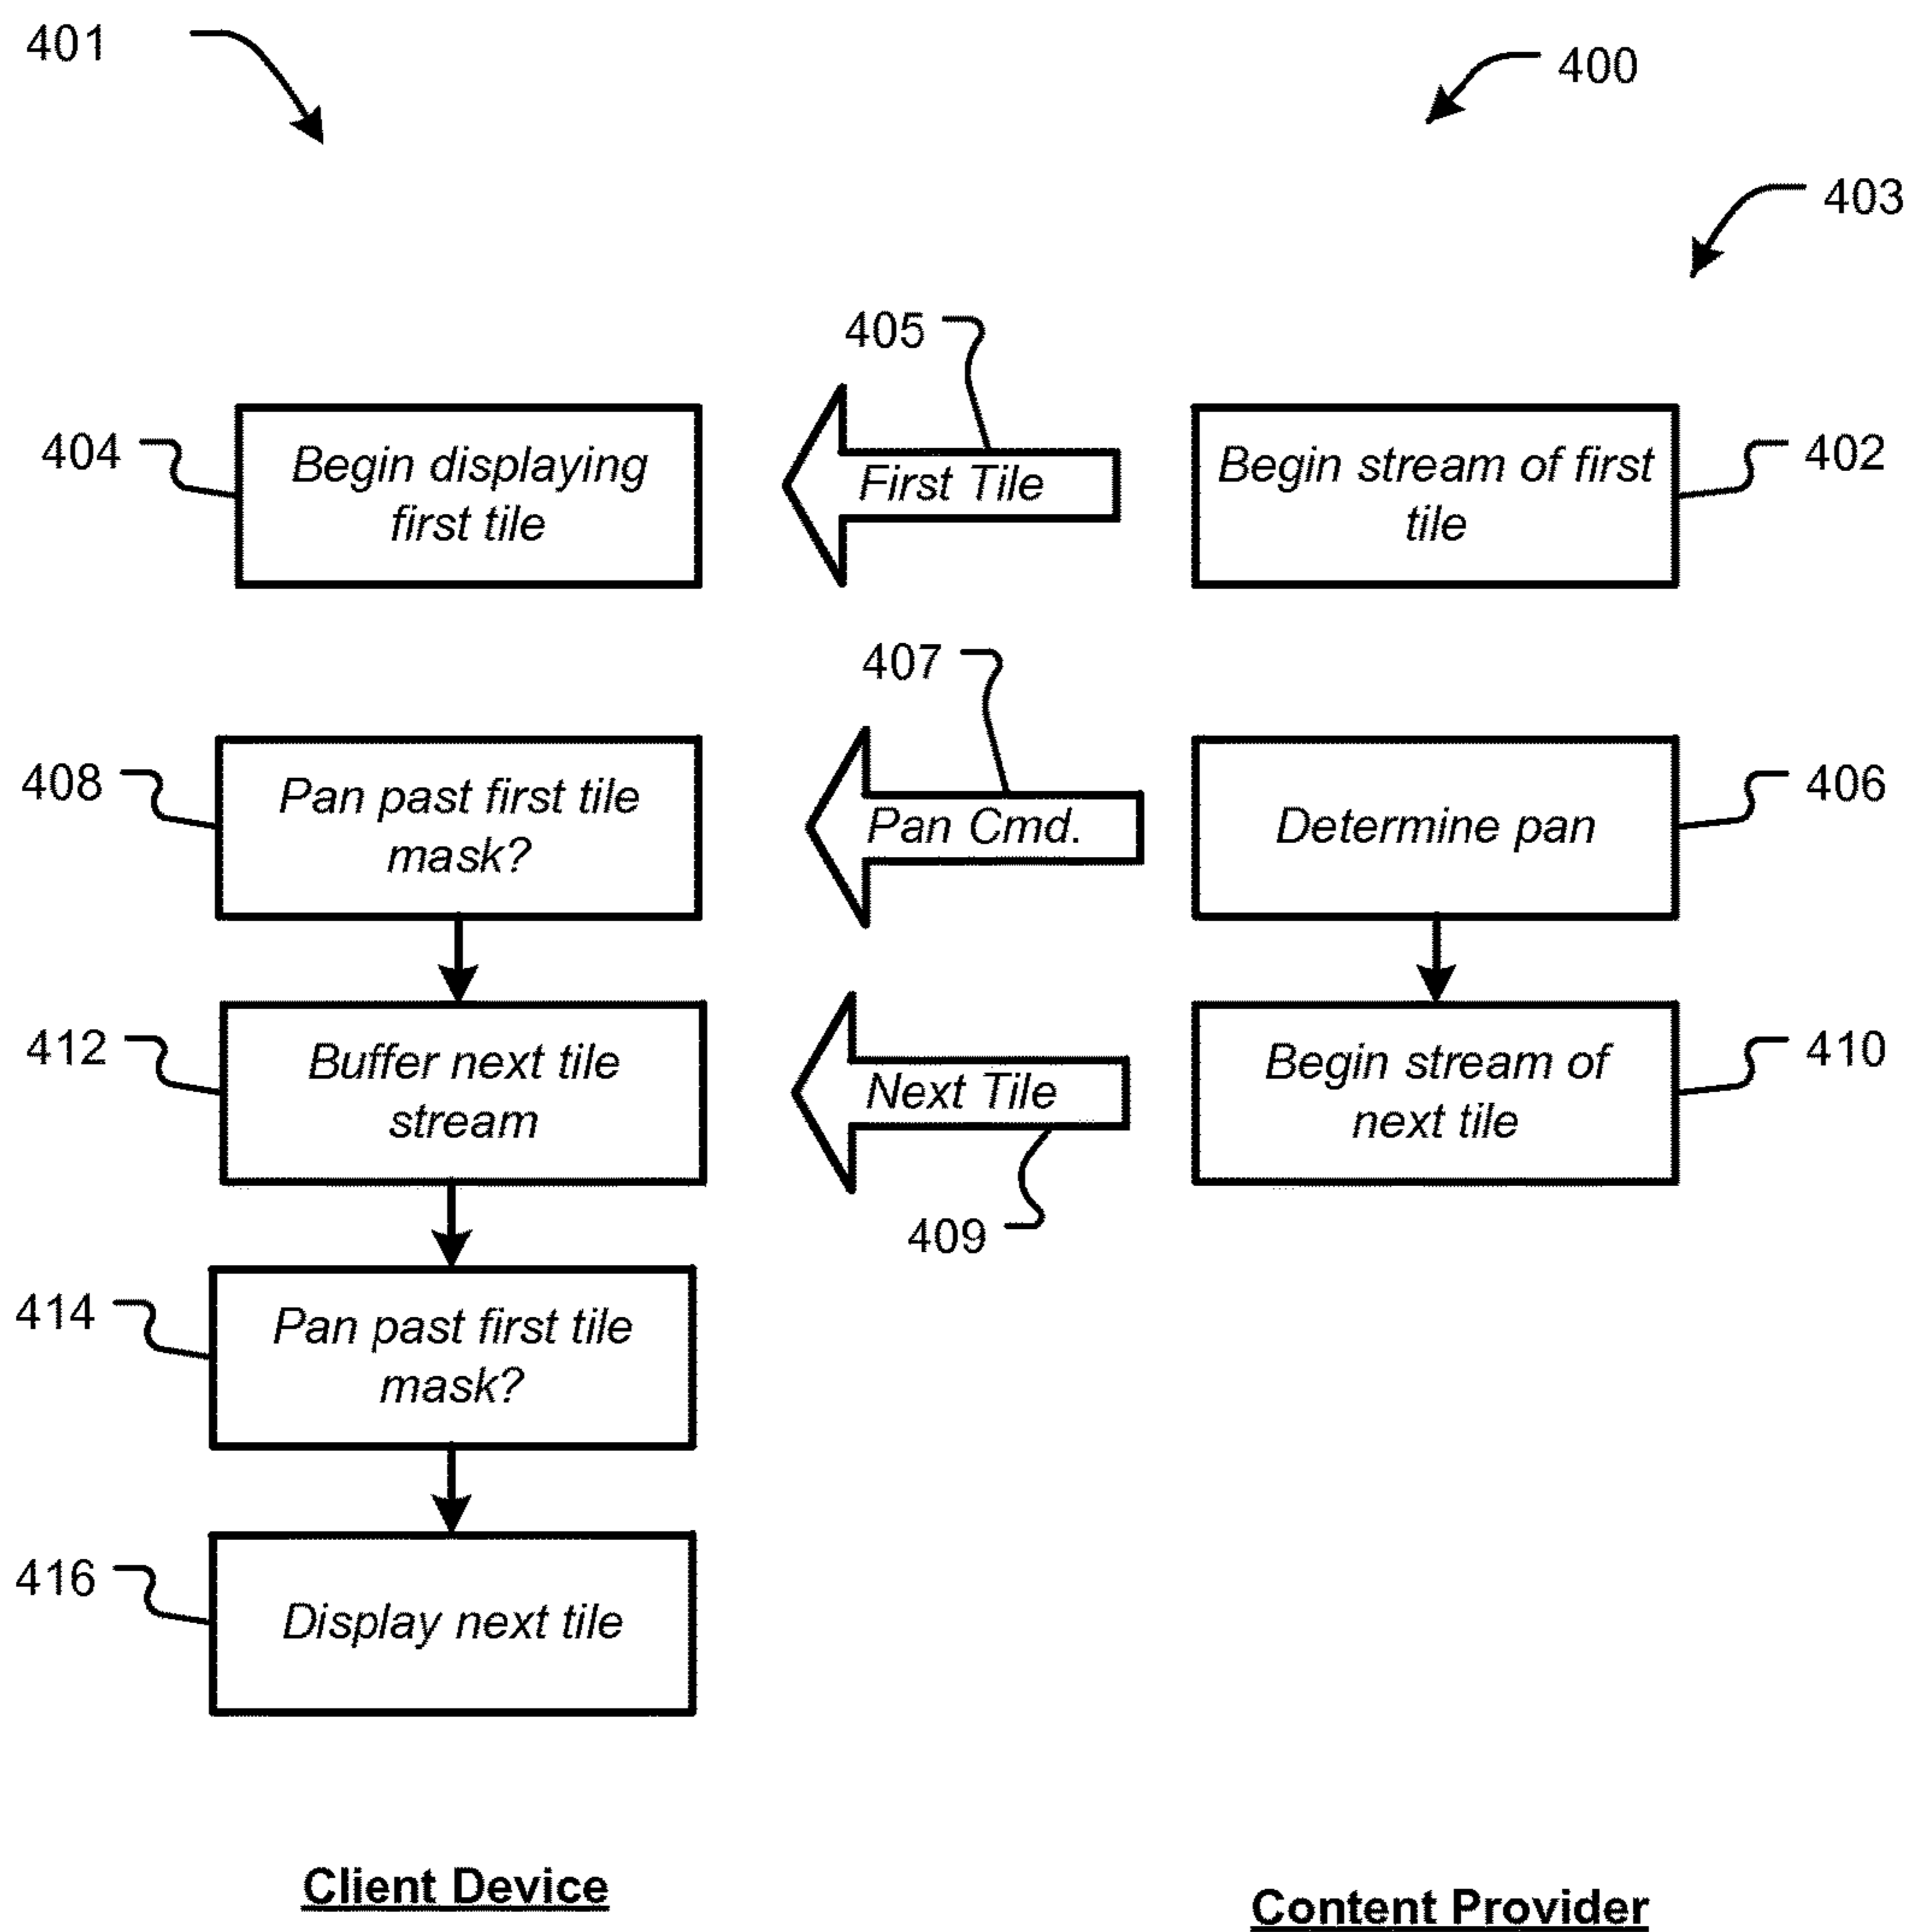 401
400
403
405
404
Begin displaying
first tile
First Tile
Begin stream of first
tile
402
407
408
Pan past first tile
mask?
Pan Cmd.
Determine pan
406
412
Buffer next tile
stream
Next Tile
Begin stream of
next tile
410
409
414
Pan past first tile
mask?
416
Display next tile
Client Device
Content Provider